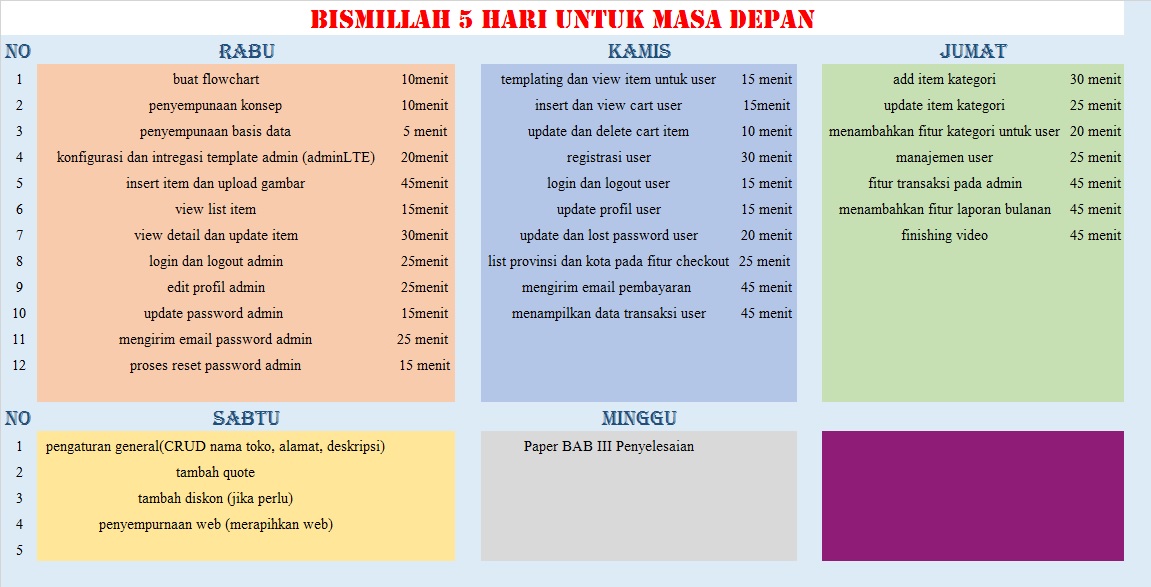 BISMILLAH 5 HARI UNTUK MASA DEPAN
NO RABU KAMIS JUMAT
1 buat flowchart 10menit templating dan view item untuk user 15 menit add item kategori 30 menit
2 penyempunaan konsep 10menit insert dan view cart user 15menit update item kategori 25 menit
3 penyempunaan basis data 5 menit update dan delete cart item 10 menit menambahkan fitur kategori untuk user 20 menit
4 konfigurasi dan intregasi template admin (adminLTE) 20menit registrasi user 30 menit manajemen user 25 menit
5 insert item dan upload gambar 45menit login dan logout user 15 menit fitur transaksi pada admin 45 menit
6 view list item 15menit update profil user 15 menit menambahkan fitur laporan bulanan 45 menit
7 view detail dan update item 30menit update dan lost password user 20 menit finishing video 45 menit
8 login dan logout admin 25menit list provinsi dan kota pada fitur checkout 25 menit
9 edit profil admin 25menit mengirim email pembayaran 45 menit
10 update password admin 15menit menampilkan data transaksi user 45 menit
11 mengirim email password admin 25 menit
12 proses reset password admin 15 menit
NO SABTU MINGGU
1 pengaturan general(CRUD nama toko, alamat, deskripsi) Paper BAB III Penyelesaian
2 tambah quote
3 tambah diskon (jika perlu)
4 penyempurnaan web (merapihkan web)
5